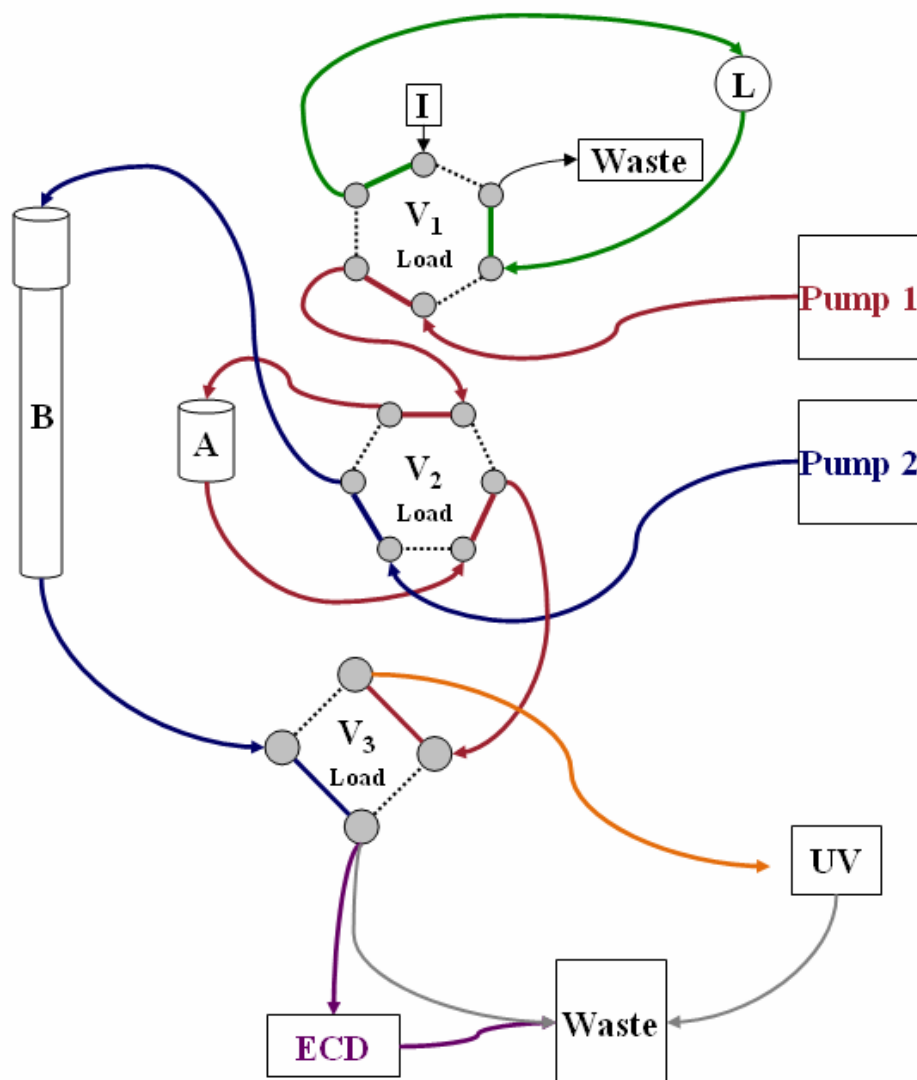 L
I
Waste
V1
Load
Pump 1
B
A
V2
Load
Pump 2
V3
Load
UV
Waste
ECD